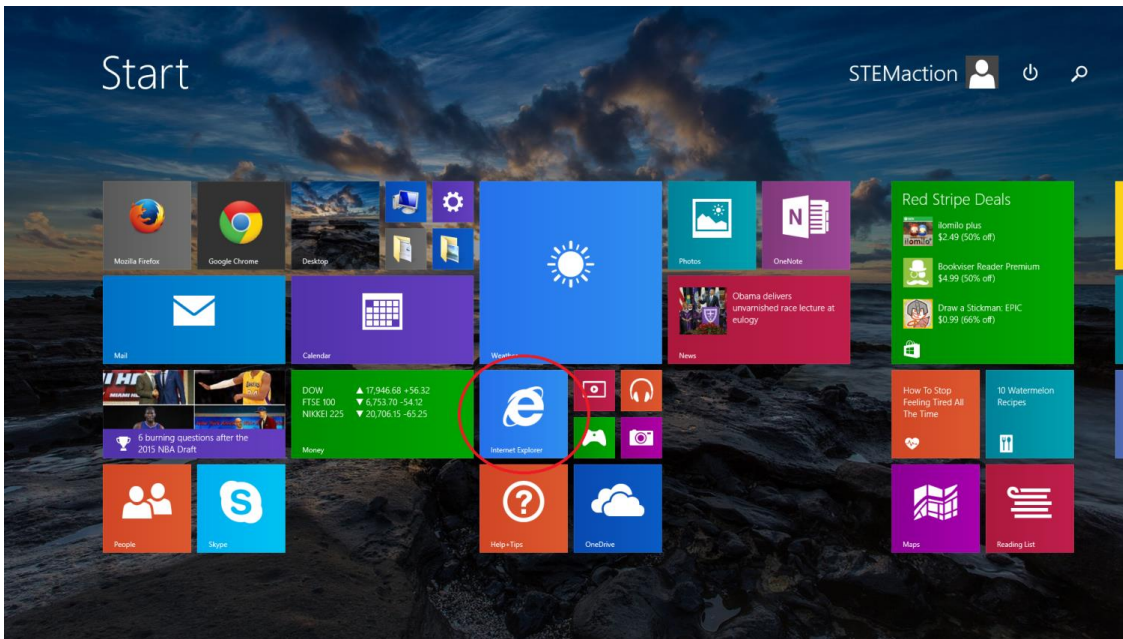 Start
STEMaction
Mozilla Firefox
Google Chrome
Desktop
Photos
OneNote
Red Stripe Deals
ilomilo plus
$2.49 (50% off)
Bookviser Reader Premium
$4.99 (50% off)
Draw a Stickman: EPIC
$0.99 (66% off)
Mail
Calendar
Weather
Obama delivers
unvarnished race lecture at
eulogy
News
6 burning questions after the
2015 NBA Draft
DOW ▲ 17,946.68 +56.32
FTSE 100 ▼ 6,753.70 -54.12
NIKKEI 225 ▼ 20,706.15 -65.25
Money
Internet Explorer
How To Stop
Feeling Tired All
The Time
10 Watermelon
Recipes
People
Skype
Help+Tips
OneDrive
Maps
Reading List